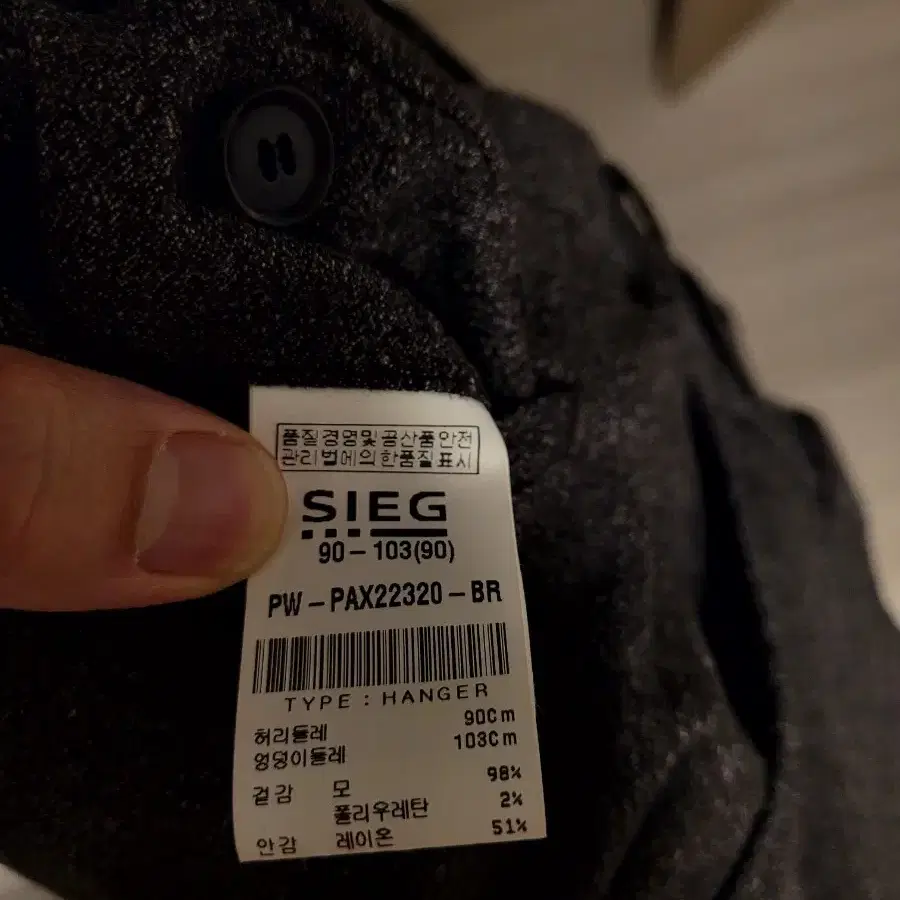 품질경영및공산품안전
관리법에의한품질표시
SIEG
90-103(90)
PW-PAX22320-BR
TYPE : HANGER
허리둘레 90Cm
엉덩이둘레 103Cm
겉감 모 98%
폴리우레탄 2%
안감 레이온 51%